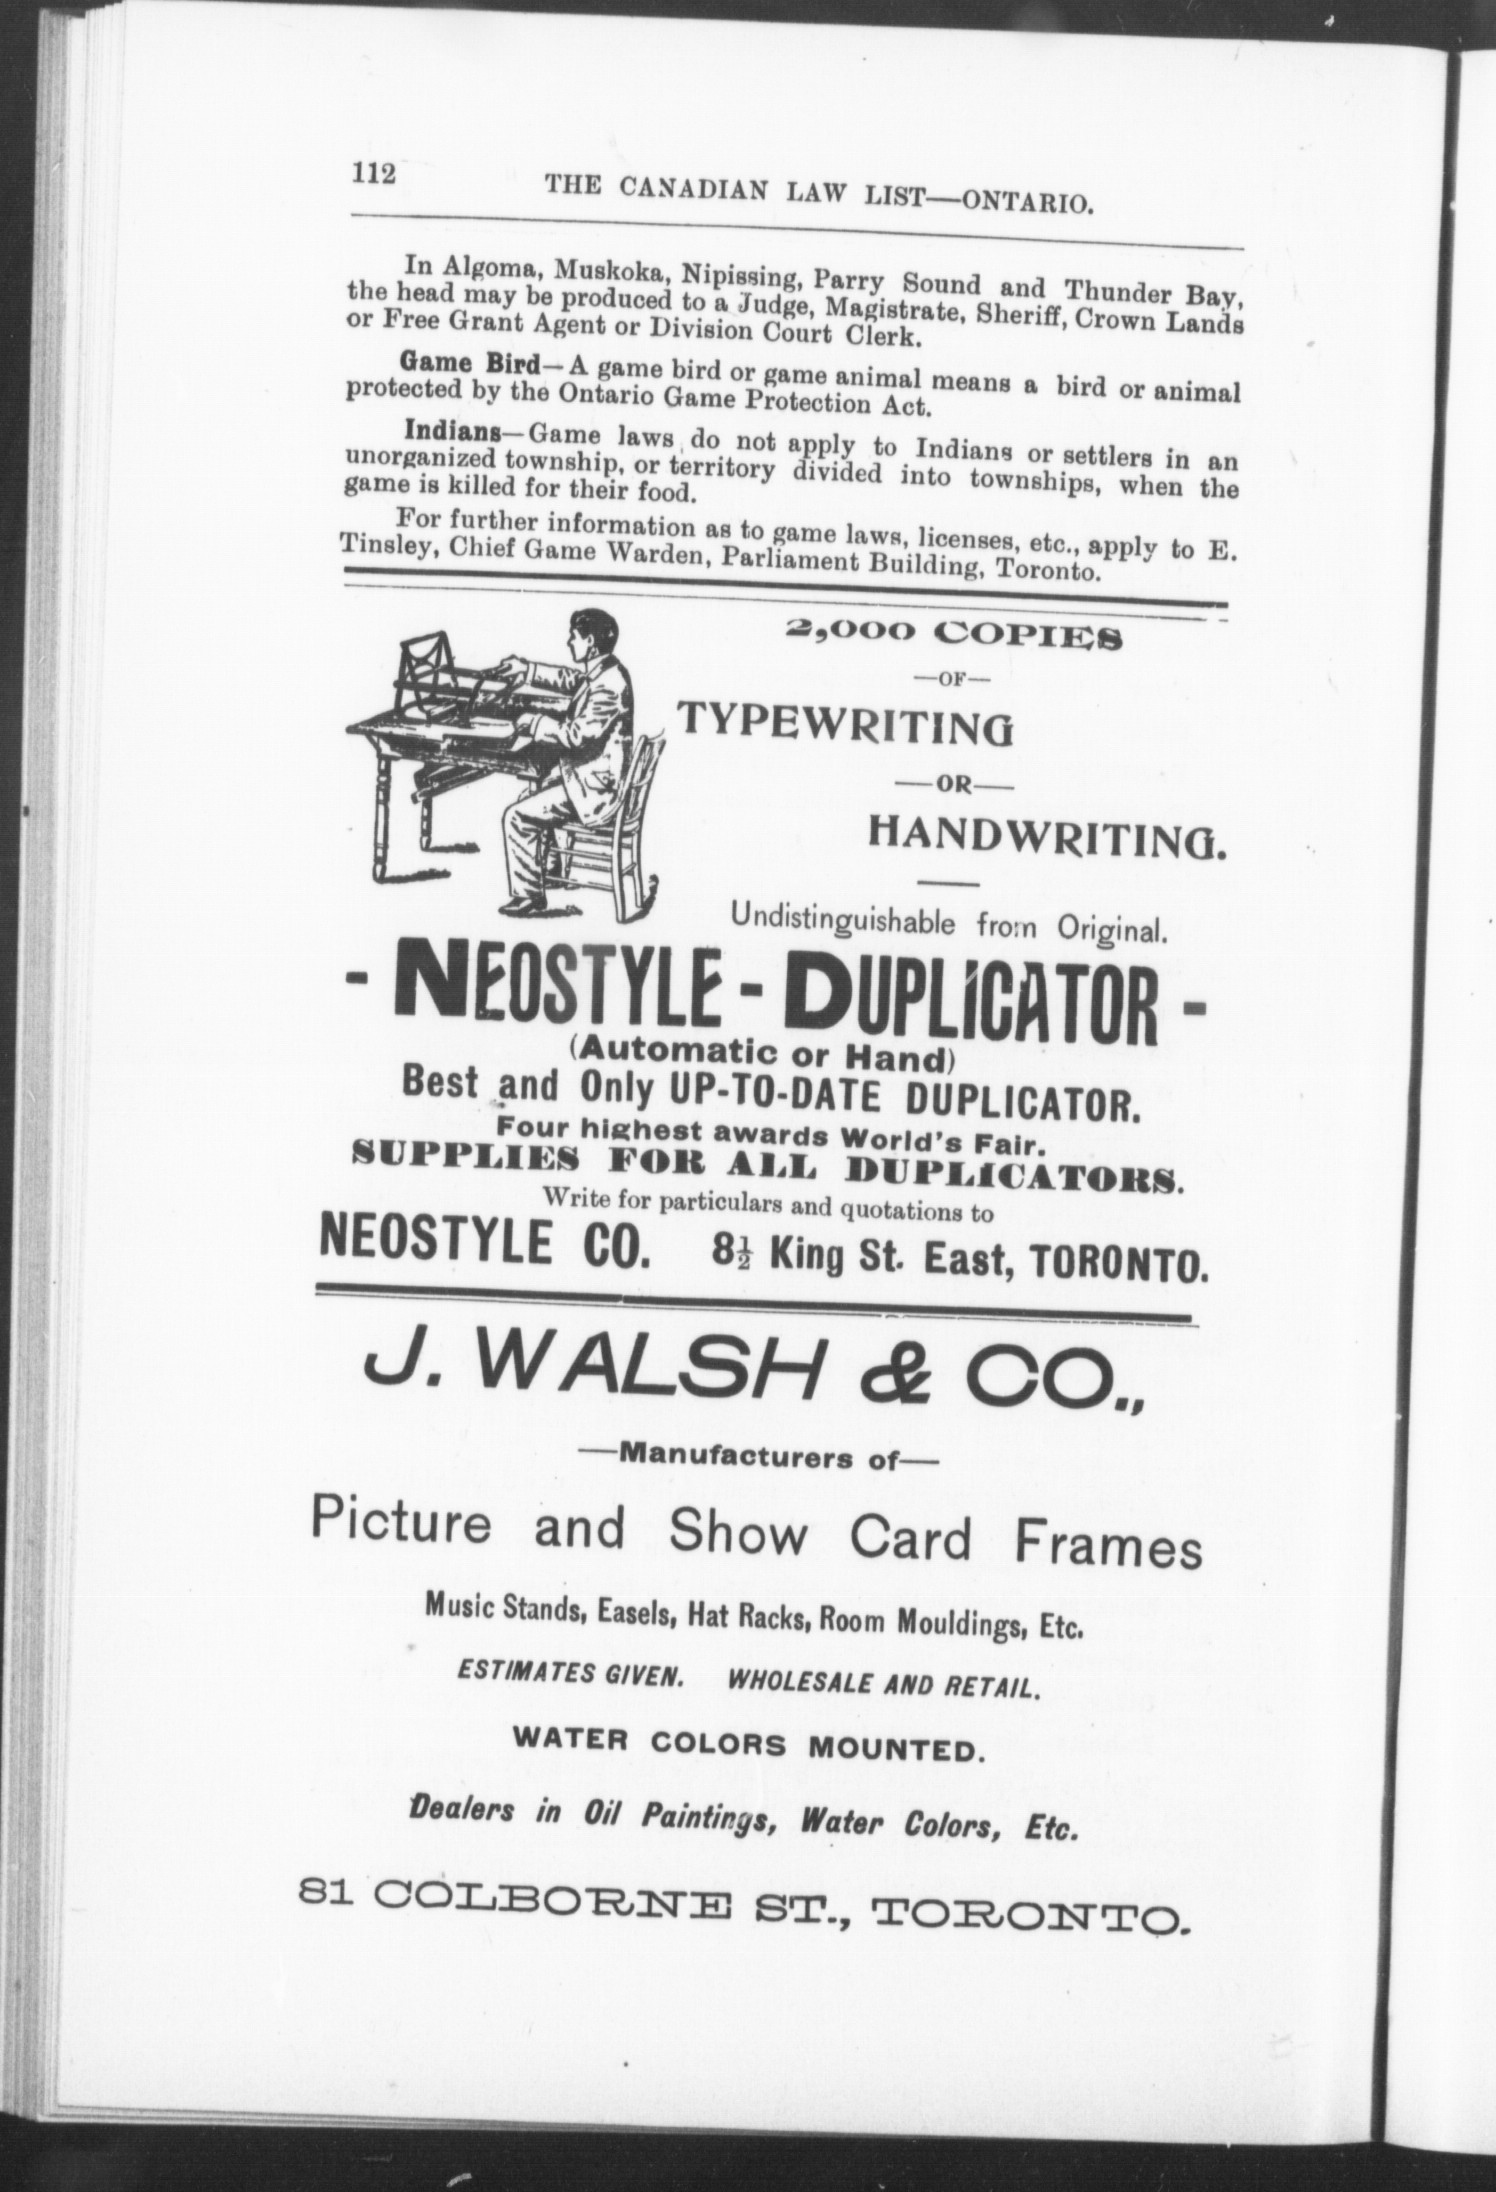 112
THE CANADIAN LAW LIST—ONTARIO.
In Algoma, Muskoka, Nipissing, Parry Sound and Thunder Bay,
the head may be produced to a Judge, Magistrate, Sheriff, Crown Lands
or Free Grant Agent or Division Court Clerk.
Game Bird—A game bird or game animal means a bird or animal
protected by the Ontario Game Protection Act.
Indians—Game laws do not apply to Indians or settlers in an
unorganized township, or territory divided into townships, when the
game is killed for their food.
For further information as to game laws, licenses, etc., apply to E.
Tinsley, Chief Game Warden, Parliament Building, Toronto.
2,000 COPIES
—OF—
TYPEWRITING
—OR—
HANDWRITING.
Undistinguishable from Original.
- NEOSTYLE - DUPLICATOR -
(Automatic or Hand)
Best and Only UP-TO-DATE DUPLICATOR.
Four highest awards World's Fair.
SUPPLIES FOR ALL DUPLICATORS.
Write for particulars and quotations to
NEOSTYLE CO. 8½ King St. East, TORONTO.
J. WALSH & CO.,
—Manufacturers of—
Picture and Show Card Frames
Music Stands, Easels, Hat Racks, Room Mouldings, Etc.
ESTIMATES GIVEN. WHOLESALE AND RETAIL.
WATER COLORS MOUNTED.
Dealers in Oil Paintings, Water Colors, Etc.
81 COLBORNE ST., TORONTO.